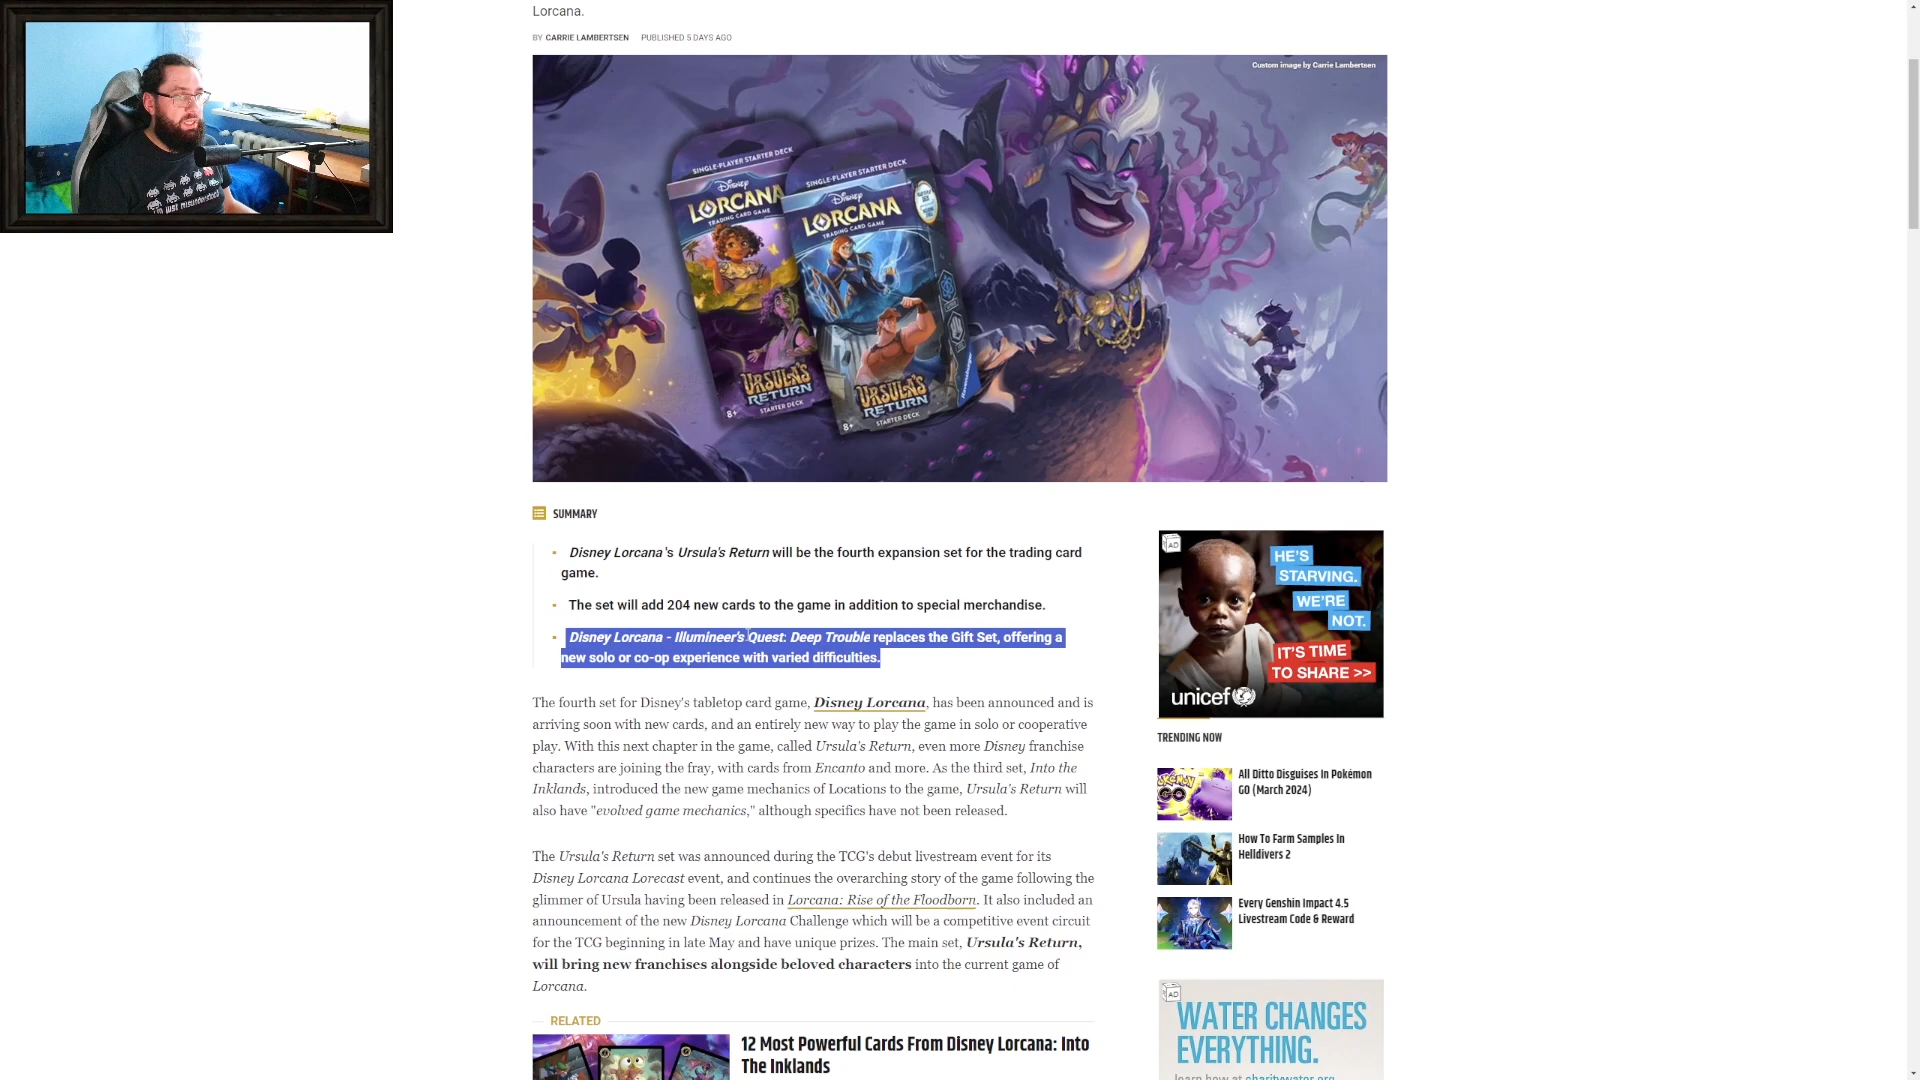 Lorcana.
BY CARRIE LAMBERTSEN PUBLISHED 5 DAYS AGO
Custom image by Carrie Lambertsen
SINGLE-PLAYER STARTER DECK
Disney
LORCANA
TRADING CARD GAME
URSULA'S
RETURN
8+ STARTER DECK
SINGLE-PLAYER STARTER DECK
Disney
LORCANA
TRADING CARD GAME
Ravensburger
URSULA'S
RETURN
8+ STARTER DECK
just misunderstood
SUMMARY
Disney Lorcana's Ursula's Return will be the fourth expansion set for the trading card
game.
The set will add 204 new cards to the game in addition to special merchandise.
Disney Lorcana - Illumineer's Quest: Deep Trouble replaces the Gift Set, offering a
new solo or co-op experience with varied difficulties.
The fourth set for Disney's tabletop card game, Disney Lorcana, has been announced and is
arriving soon with new cards, and an entirely new way to play the game in solo or cooperative
play. With this next chapter in the game, called Ursula's Return, even more Disney franchise
characters are joining the fray, with cards from Encanto and more. As the third set, Into the
Inklands, introduced the new game mechanics of Locations to the game, Ursula's Return will
also have "evolved game mechanics," although specifics have not been released.
The Ursula's Return set was announced during the TCG's debut livestream event for its
Disney Lorcana Lorecast event, and continues the overarching story of the game following the
glimmer of Ursula having been released in Lorcana: Rise of the Floodborn. It also included an
announcement of the new Disney Lorcana Challenge which will be a competitive event circuit
for the TCG beginning in late May and have unique prizes. The main set, Ursula's Return,
will bring new franchises alongside beloved characters into the current game of
Lorcana.
RELATED
12 Most Powerful Cards From Disney Lorcana: Into
The Inklands
AD
HE'S
STARVING.
WE'RE
NOT.
IT'S TIME
TO SHARE >>
unicef
TRENDING NOW
All Ditto Disguises In Pokémon
GO (March 2024)
How To Farm Samples In
Helldivers 2
Every Genshin Impact 4.5
Livestream Code & Reward
AD
WATER CHANGES
EVERYTHING.
learn how at charitywater.org